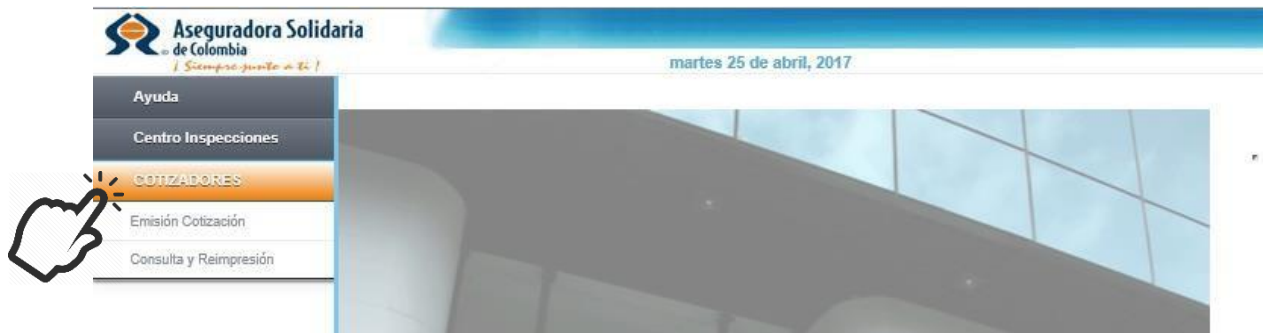 Aseguradora Solidaria
de Colombia
¡ Siempre junto a ti !
martes 25 de abril, 2017
Ayuda
Centro Inspecciones
COTIZADORES
Emisión Cotización
Consulta y Reimpresión